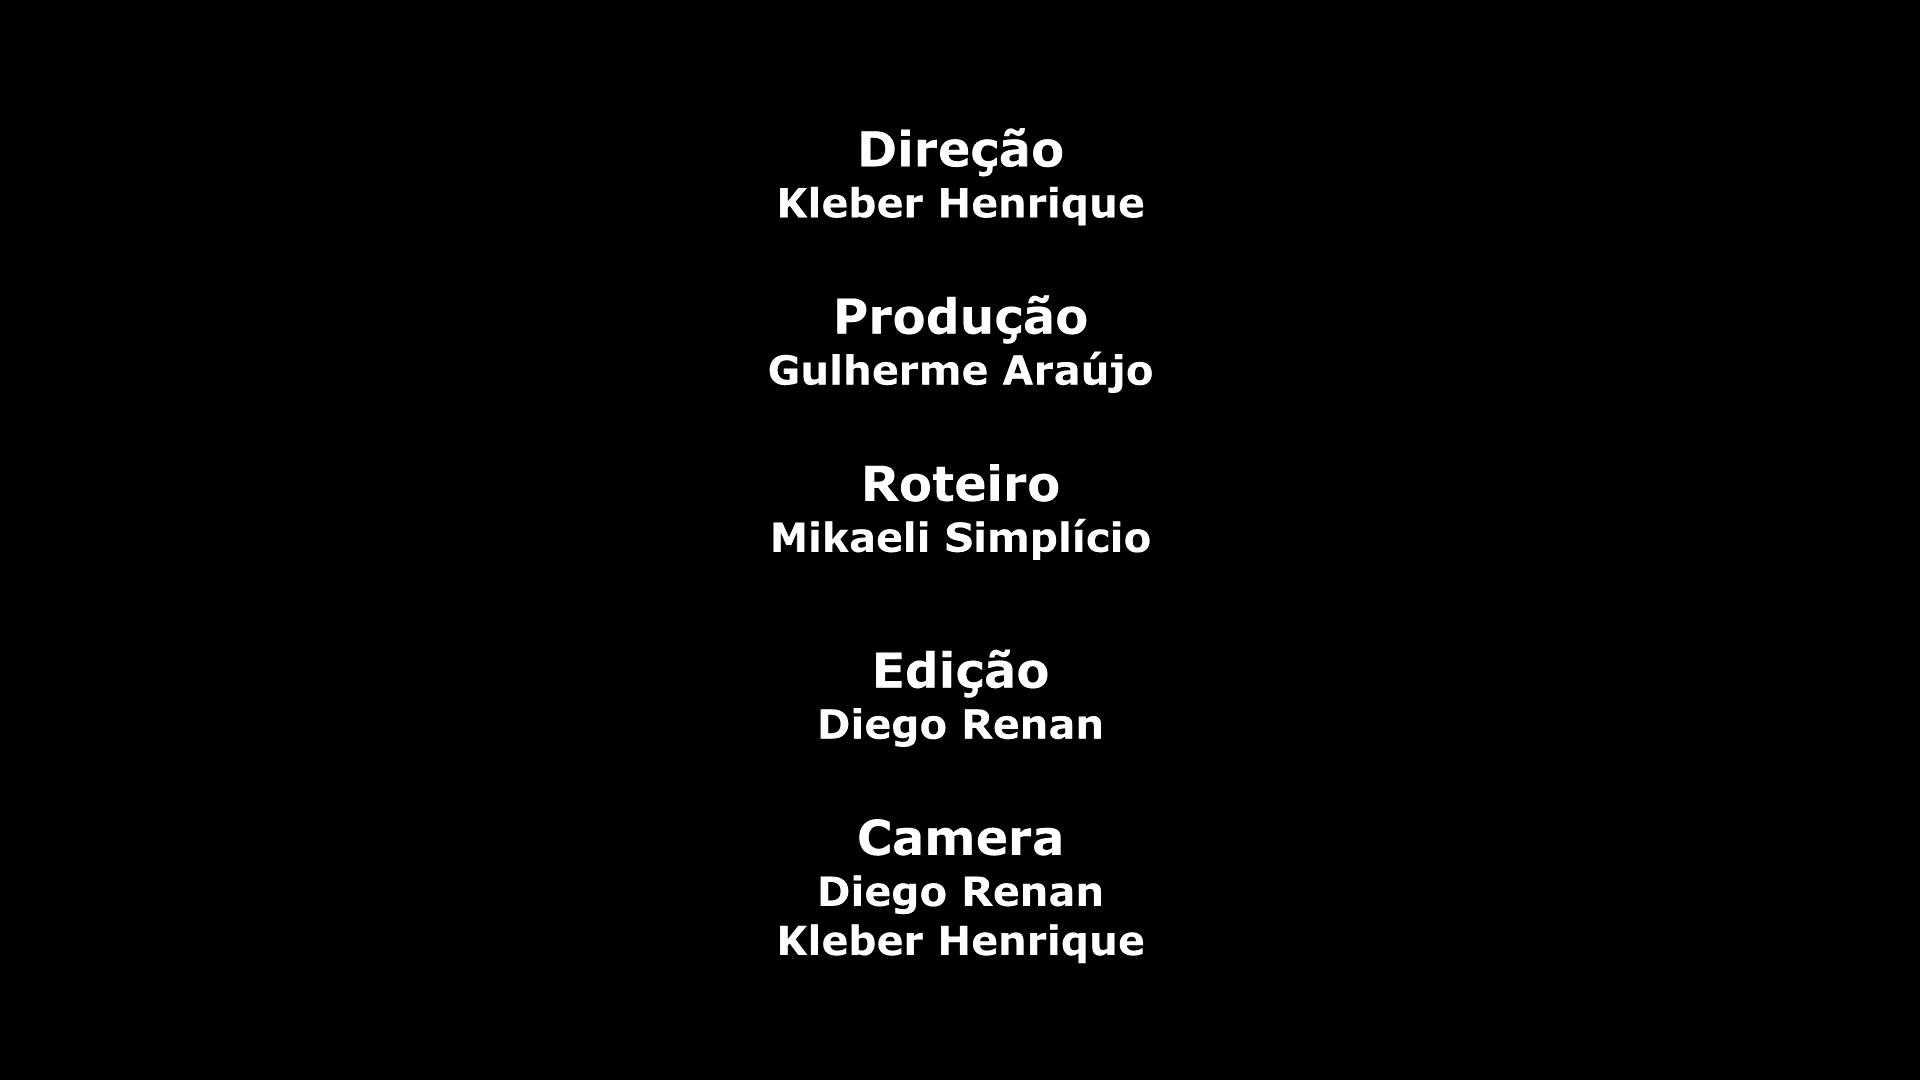 Direção
Kleber Henrique
Produção
Gulherme Araújo
Roteiro
Mikaeli Simplício
Edição
Diego Renan
Camera
Diego Renan
Kleber Henrique